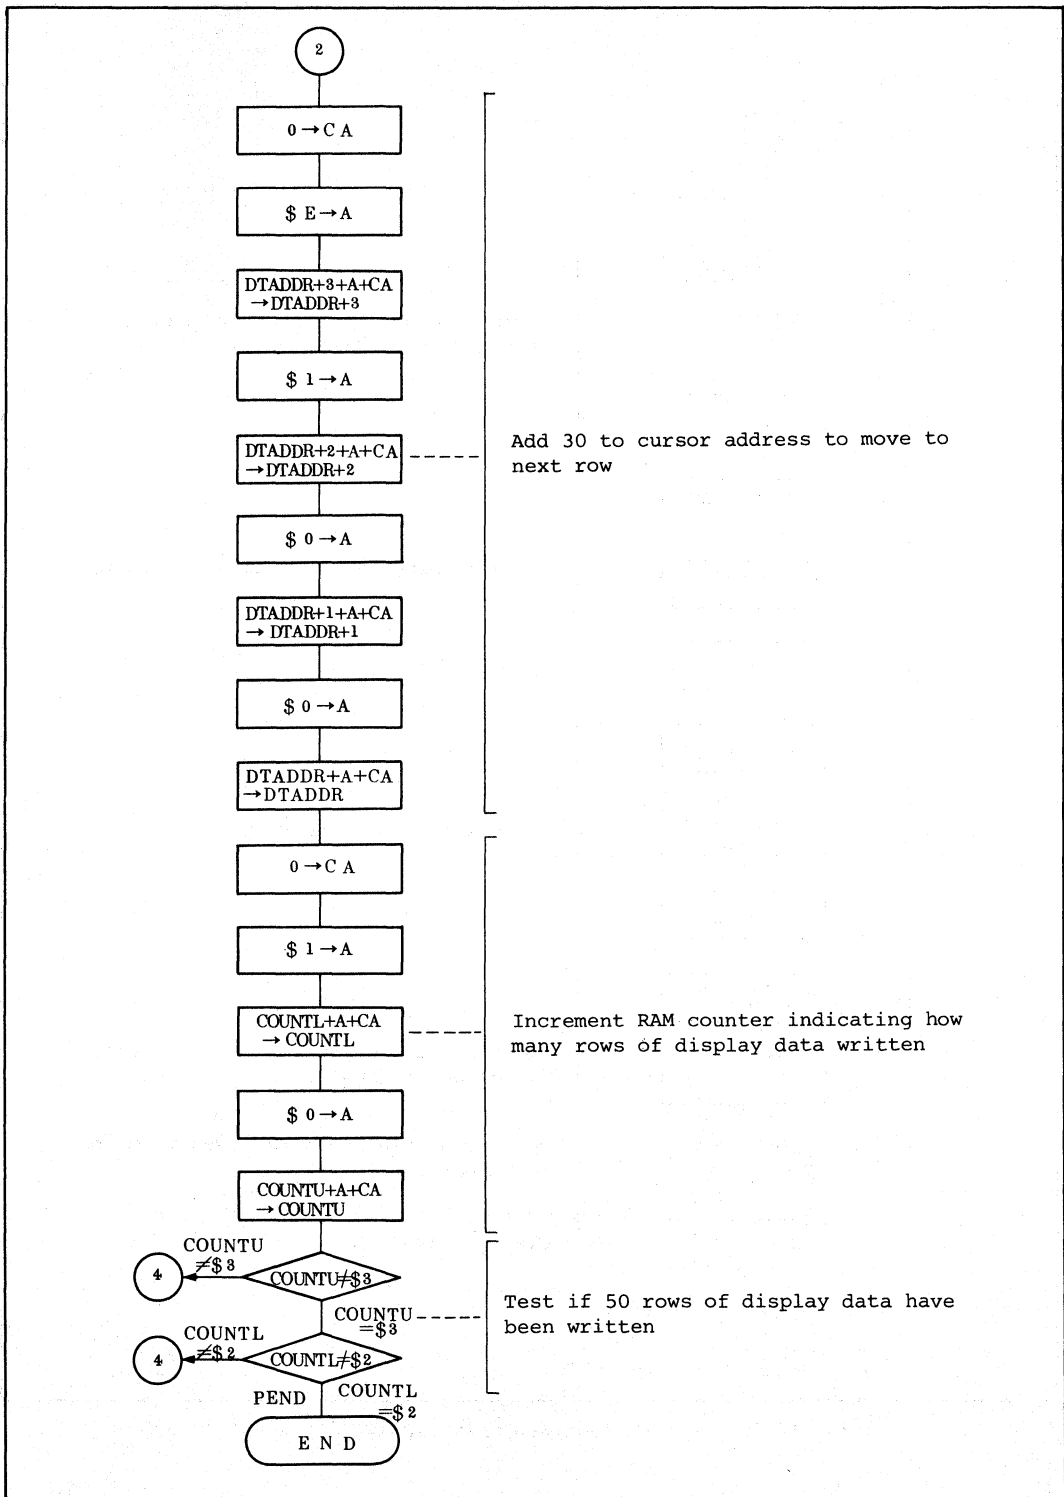 2
0 → C A
$ E → A
DTADDR+3+A+CA
→ DTADDR+3
$ 1 → A
DTADDR+2+A+CA
→ DTADDR+2
Add 30 to cursor address to move to
next row
$ 0 → A
DTADDR+1+A+CA
→ DTADDR+1
$ 0 → A
DTADDR+A+CA
→ DTADDR
0 → C A
$ 1 → A
COUNTL+A+CA
→ COUNTL
Increment RAM counter indicating how
many rows of display data written
$ 0 → A
COUNTU+A+CA
→ COUNTU
COUNTU
≠$3
4
COUNTU≠$3
COUNTU
=$3
Test if 50 rows of display data have
been written
COUNTL
≠$2
4
COUNTL≠$2
PEND
COUNTL
=$2
E N D